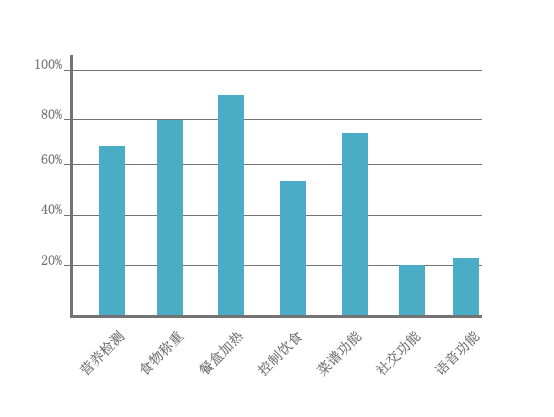 100%
80%
60%
40%
20%
营养检测
食物称重
餐盒加热
控制饮食
菜谱功能
社交功能
语音功能